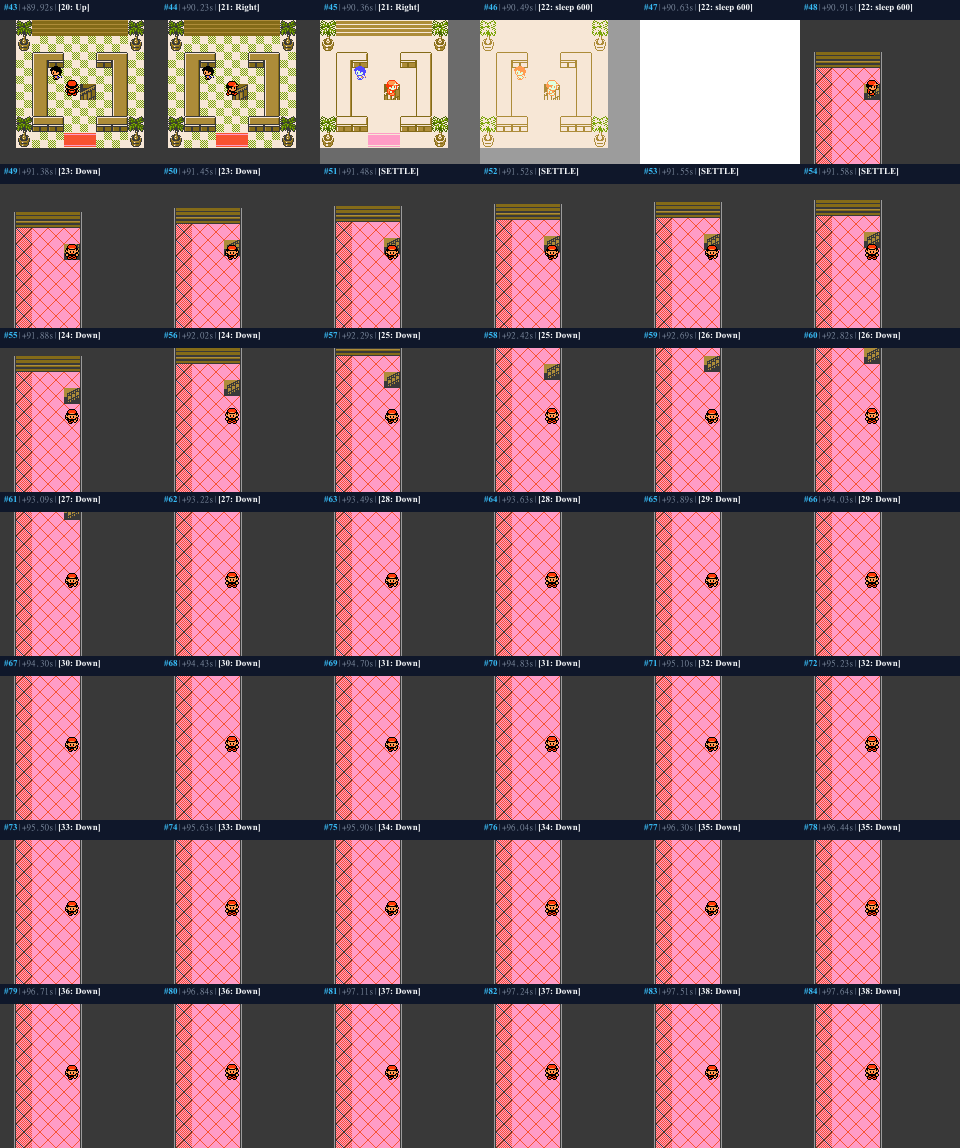 #43|+89.92s| [20: Up]
#44|+90.23s| [21: Right]
#45|+90.36s| [21: Right]
#46|+90.49s| [22: sleep 600]
#47|+90.63s| [22: sleep 600]
#48|+90.91s| [22: sleep 600]
#49|+91.38s| [23: Down]
#50|+91.45s| [23: Down]
#51|+91.48s| [SETTLE]
#52|+91.52s| [SETTLE]
#53|+91.55s| [SETTLE]
#54|+91.58s| [SETTLE]
#55|+91.88s| [24: Down]
#56|+92.02s| [24: Down]
#57|+92.29s| [25: Down]
#58|+92.42s| [25: Down]
#59|+92.69s| [26: Down]
#60|+92.82s| [26: Down]
#61|+93.09s| [27: Down]
#62|+93.22s| [27: Down]
#63|+93.49s| [28: Down]
#64|+93.63s| [28: Down]
#65|+93.89s| [29: Down]
#66|+94.03s| [29: Down]
#67|+94.30s| [30: Down]
#68|+94.43s| [30: Down]
#69|+94.70s| [31: Down]
#70|+94.83s| [31: Down]
#71|+95.10s| [32: Down]
#72|+95.23s| [32: Down]
#73|+95.50s| [33: Down]
#74|+95.63s| [33: Down]
#75|+95.90s| [34: Down]
#76|+96.04s| [34: Down]
#77|+96.30s| [35: Down]
#78|+96.44s| [35: Down]
#79|+96.71s| [36: Down]
#80|+96.84s| [36: Down]
#81|+97.11s| [37: Down]
#82|+97.24s| [37: Down]
#83|+97.51s| [38: Down]
#84|+97.64s| [38: Down]